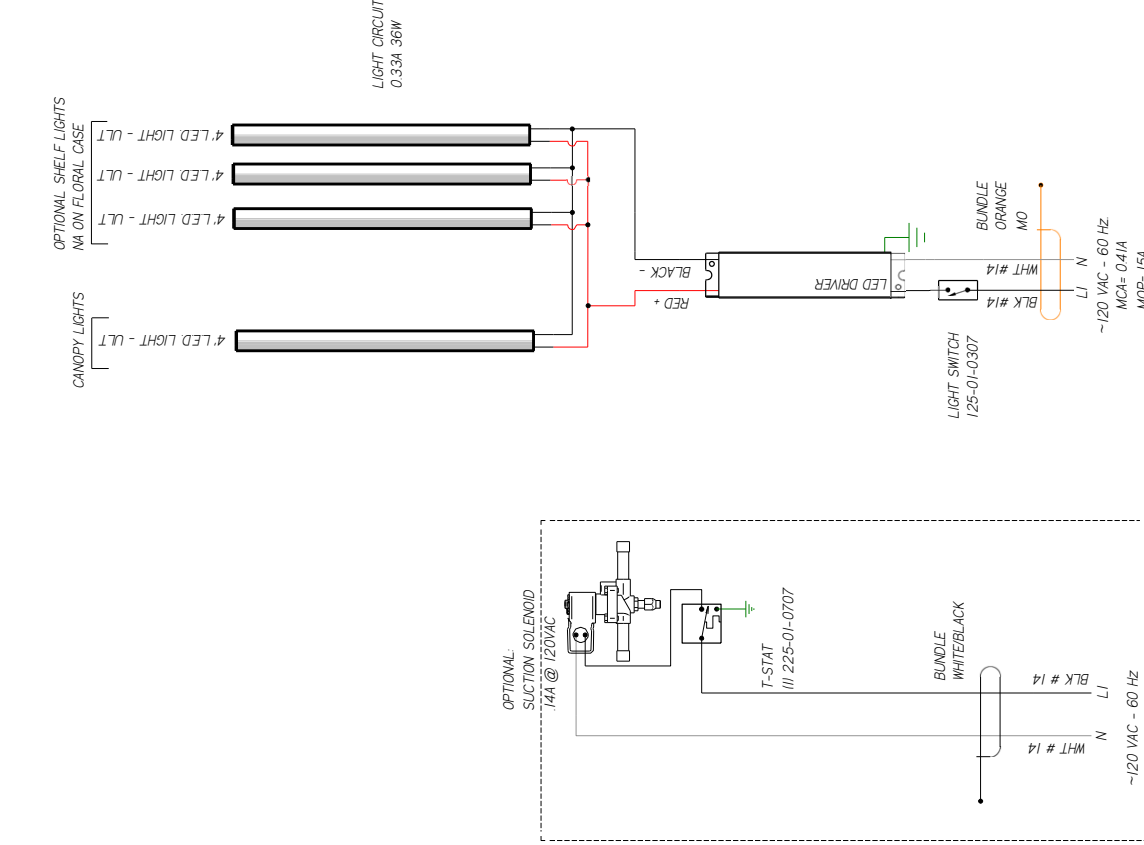 LIGHT CIRCUIT
0.33A 36W
OPTIONAL SHELF LIGHTS
NA ON FLORAL CASE
4' LED. LIGHT - ULT
4' LED. LIGHT - ULT
4' LED. LIGHT - ULT
CANOPY LIGHTS
4' LED. LIGHT - ULT
BLACK -
RED +
LED DRIVER
BUNDLE
ORANGE
MO
WHT #14
BLK #14
N
L1
~120 VAC - 60 Hz.
MCA= 0.41A
MOP= 15A
LIGHT SWITCH
125-01-0307
OPTIONAL:
SUCTION SOLENOID
.14A @ 120VAC
T-STAT
III 225-01-0707
BUNDLE
WHITE/BLACK
BLK # 14
WHT # 14
L1
N
~120 VAC - 60 Hz